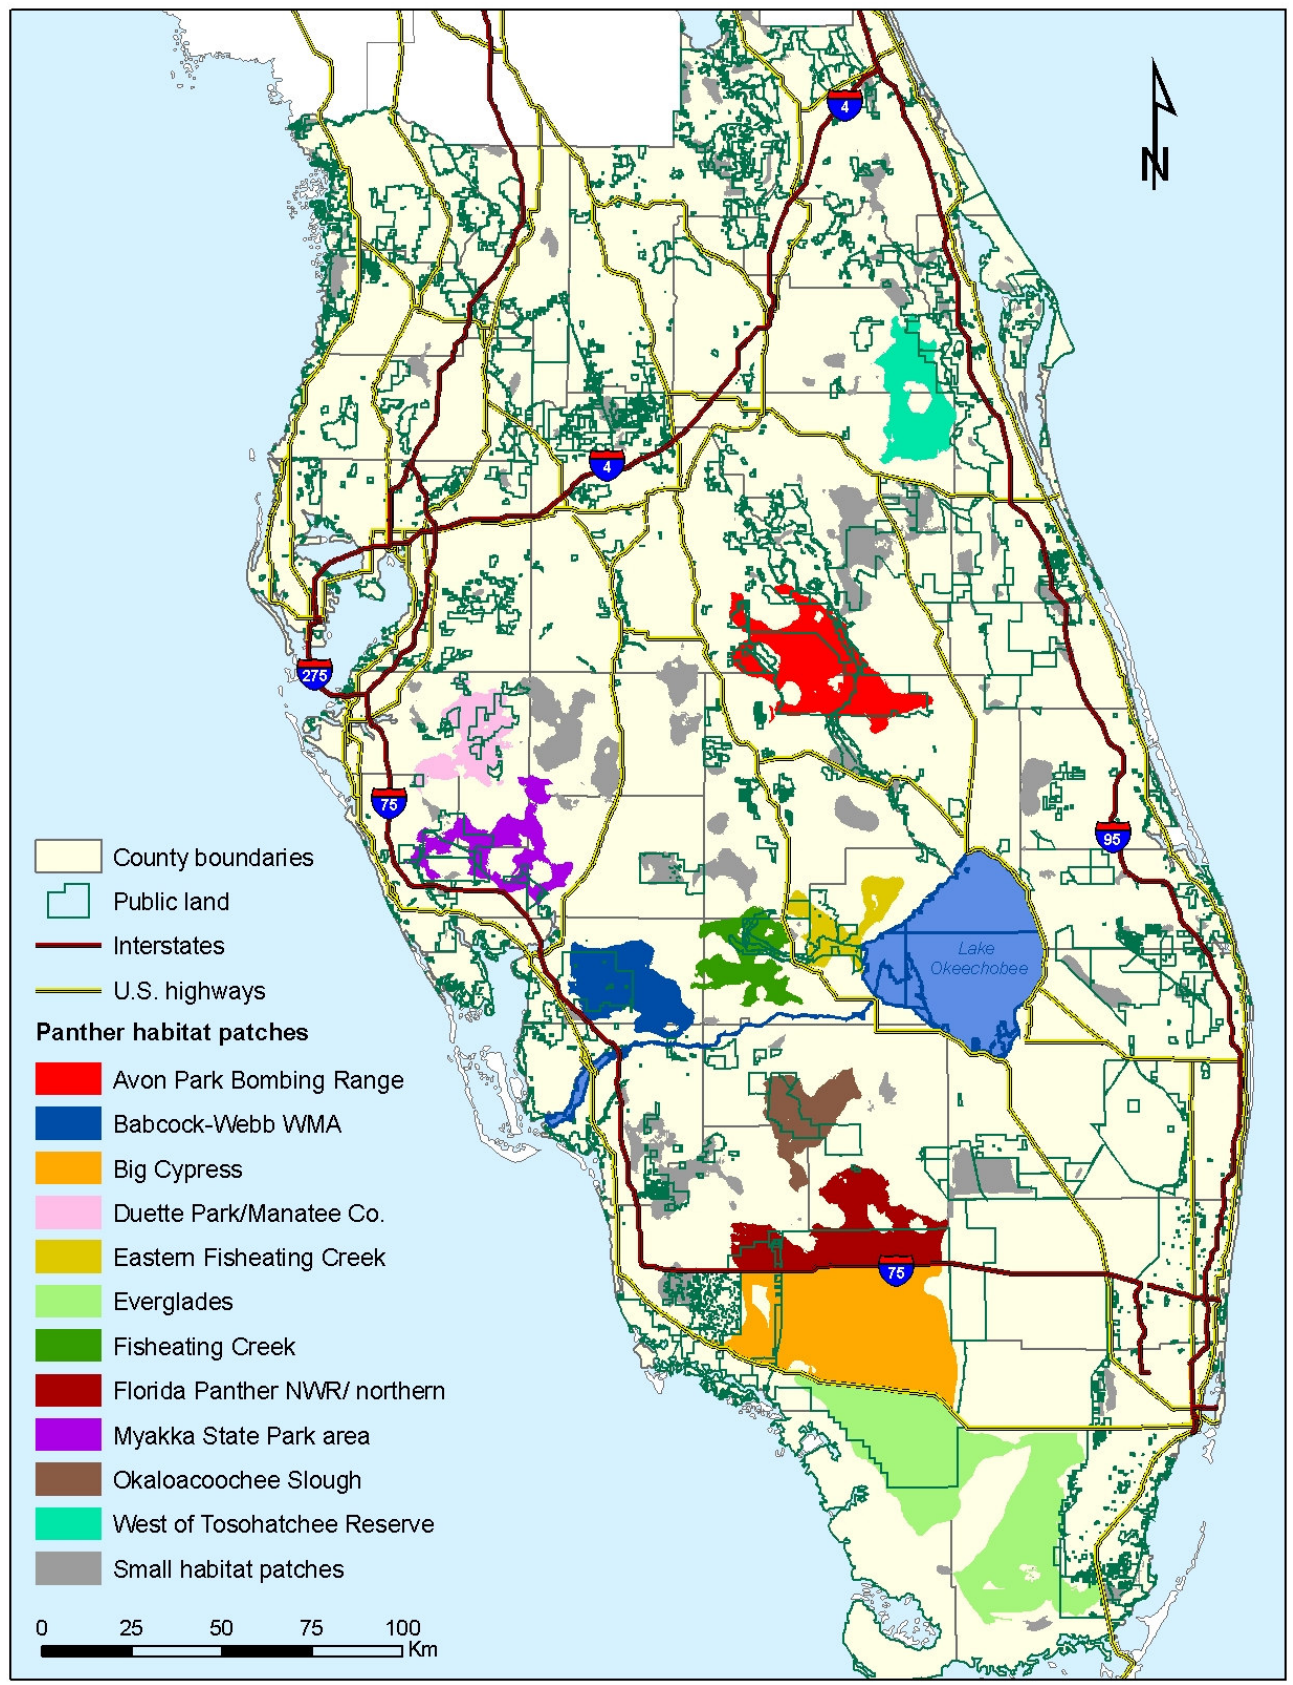 4
N
4
275
75
95
Lake
Okeechobee
75
County boundaries
Public land
Interstates
U.S. highways
Panther habitat patches
Avon Park Bombing Range
Babcock-Webb WMA
Big Cypress
Duette Park/Manatee Co.
Eastern Fisheating Creek
Everglades
Fisheating Creek
Florida Panther NWR/ northern
Myakka State Park area
Okaloacoochee Slough
West of Tosohatchee Reserve
Small habitat patches
0 25 50 75 100
Km